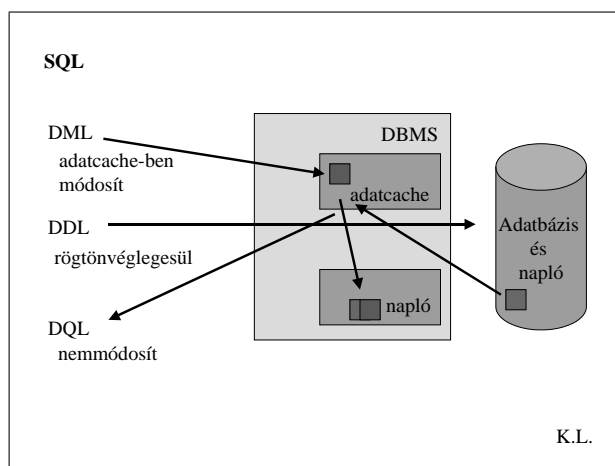 SQL
DML
adatcache-ben
módosít
DDL
rögtönvéglegesül
DQL
nemmódosít
DBMS
adatcache
napló
Adatbázis
és
napló
K.L.